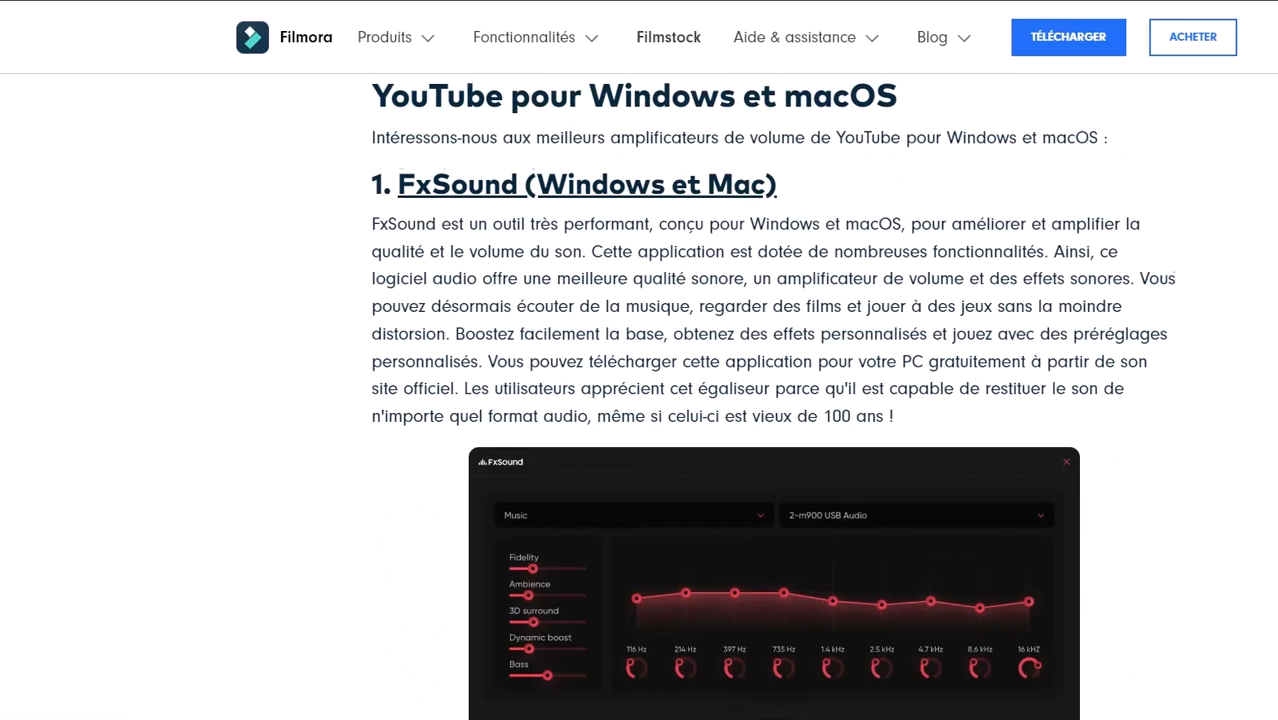 Filmora Produits Fonctionnalités Filmstock Aide & assistance Blog TÉLÉCHARGER ACHETER
YouTube pour Windows et macOS
Intéressons-nous aux meilleurs amplificateurs de volume de YouTube pour Windows et macOS :
1. FxSound (Windows et Mac)
FxSound est un outil très performant, conçu pour Windows et macOS, pour améliorer et amplifier la
qualité et le volume du son. Cette application est dotée de nombreuses fonctionnalités. Ainsi, ce
logiciel audio offre une meilleure qualité sonore, un amplificateur de volume et des effets sonores. Vous
pouvez désormais écouter de la musique, regarder des films et jouer à des jeux sans la moindre
distorsion. Boostez facilement la base, obtenez des effets personnalisés et jouez avec des préréglages
personnalisés. Vous pouvez télécharger cette application pour votre PC gratuitement à partir de son
site officiel. Les utilisateurs apprécient cet égaliseur parce qu'il est capable de restituer le son de
n'importe quel format audio, même si celui-ci est vieux de 100 ans !
FxSound
Music 2-m900 USB Audio
Fidelity
Ambience
3D surround
Dynamic boost
Bass
116 Hz 214 Hz 397 Hz 735 Hz 1.4 kHz 2.5 kHz 4.7 kHz 8.6 kHz 16 kHZ